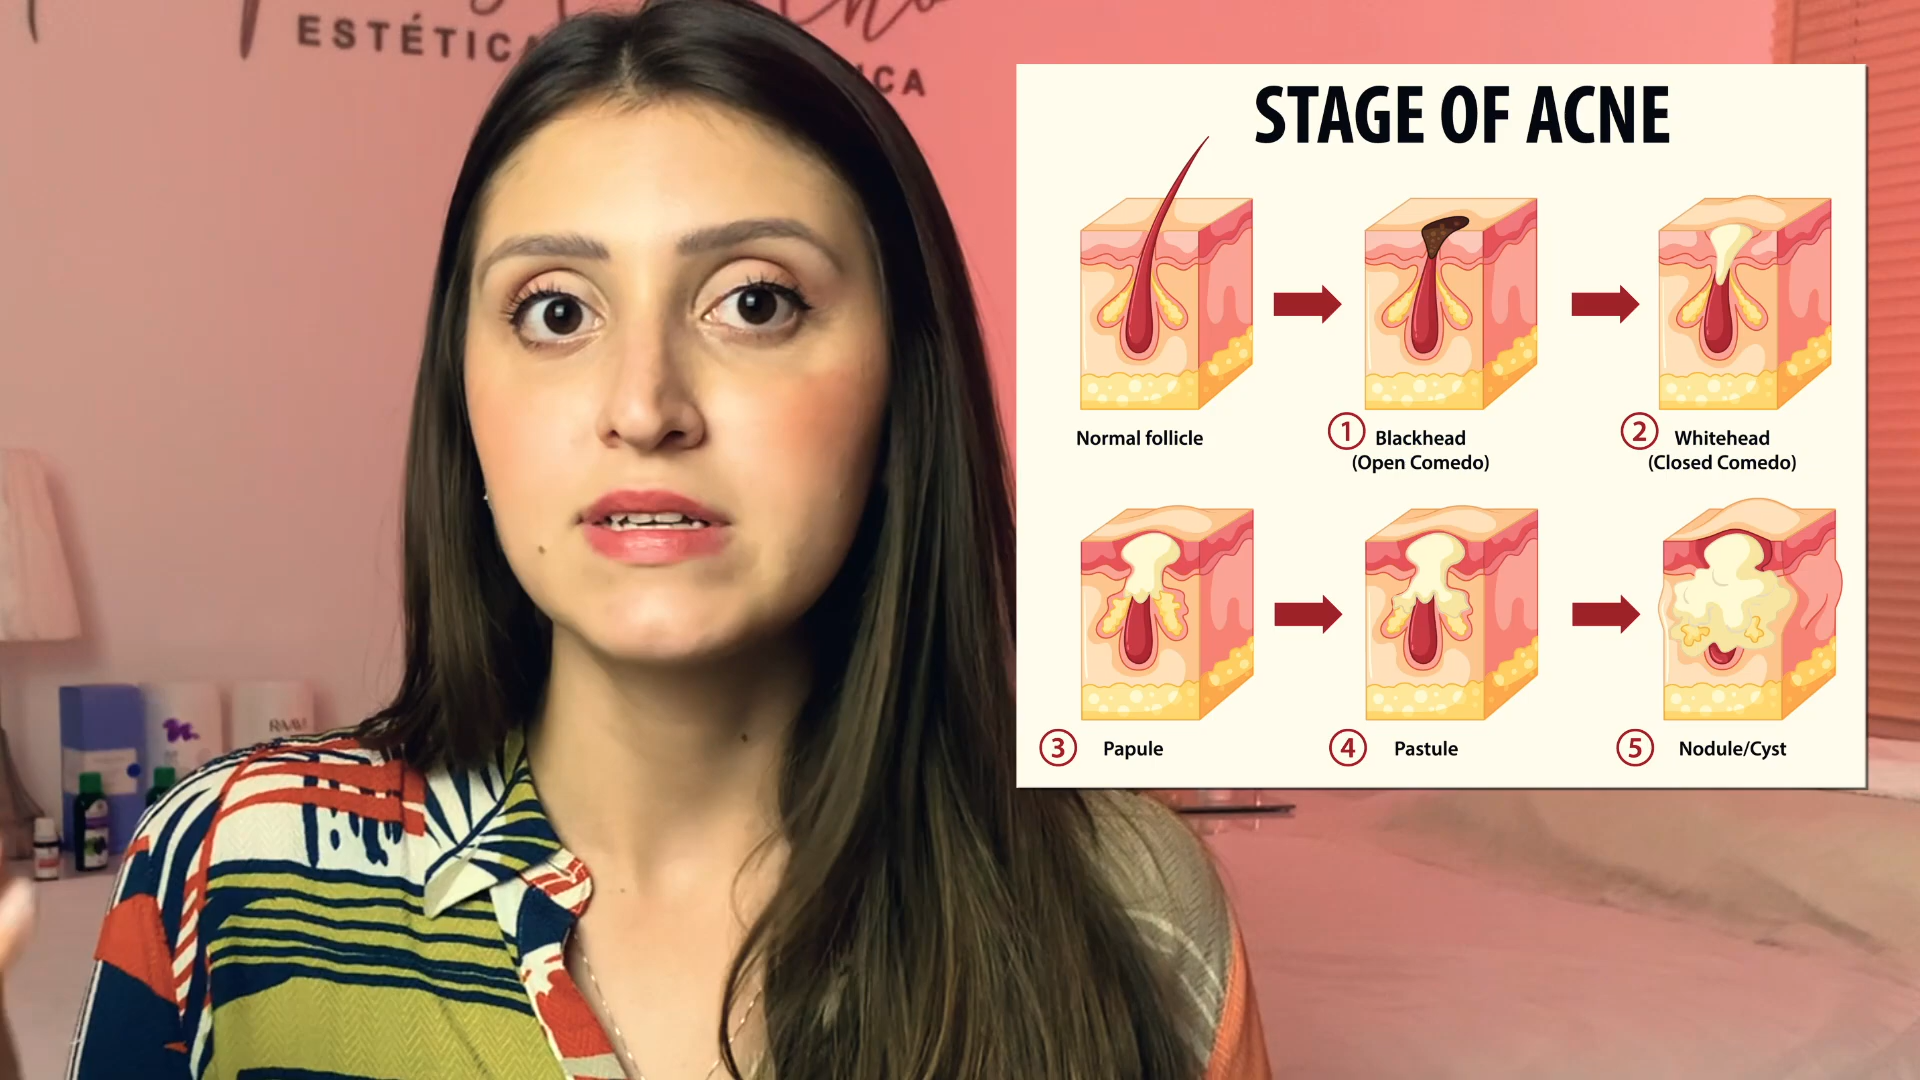 ESTÉTICA
STAGE OF ACNE
Normal follicle
1 Blackhead
(Open Comedo)
2 Whitehead
(Closed Comedo)
3 Papule
4 Pastule
5 Nodule/Cyst